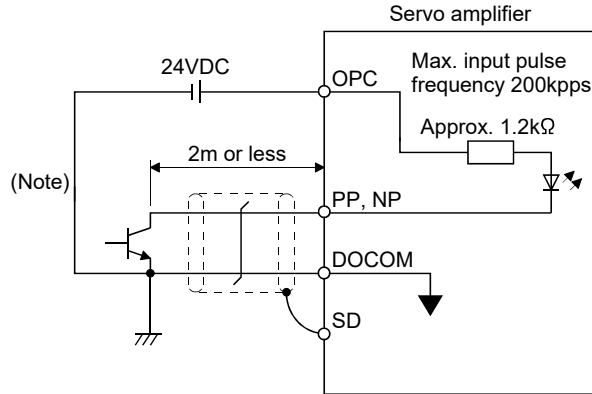 Servo amplifier
24VDC
OPC
Max. input pulse
frequency 200kpps
Approx. 1.2kΩ
2m or less
(Note)
PP, NP
DOCOM
SD